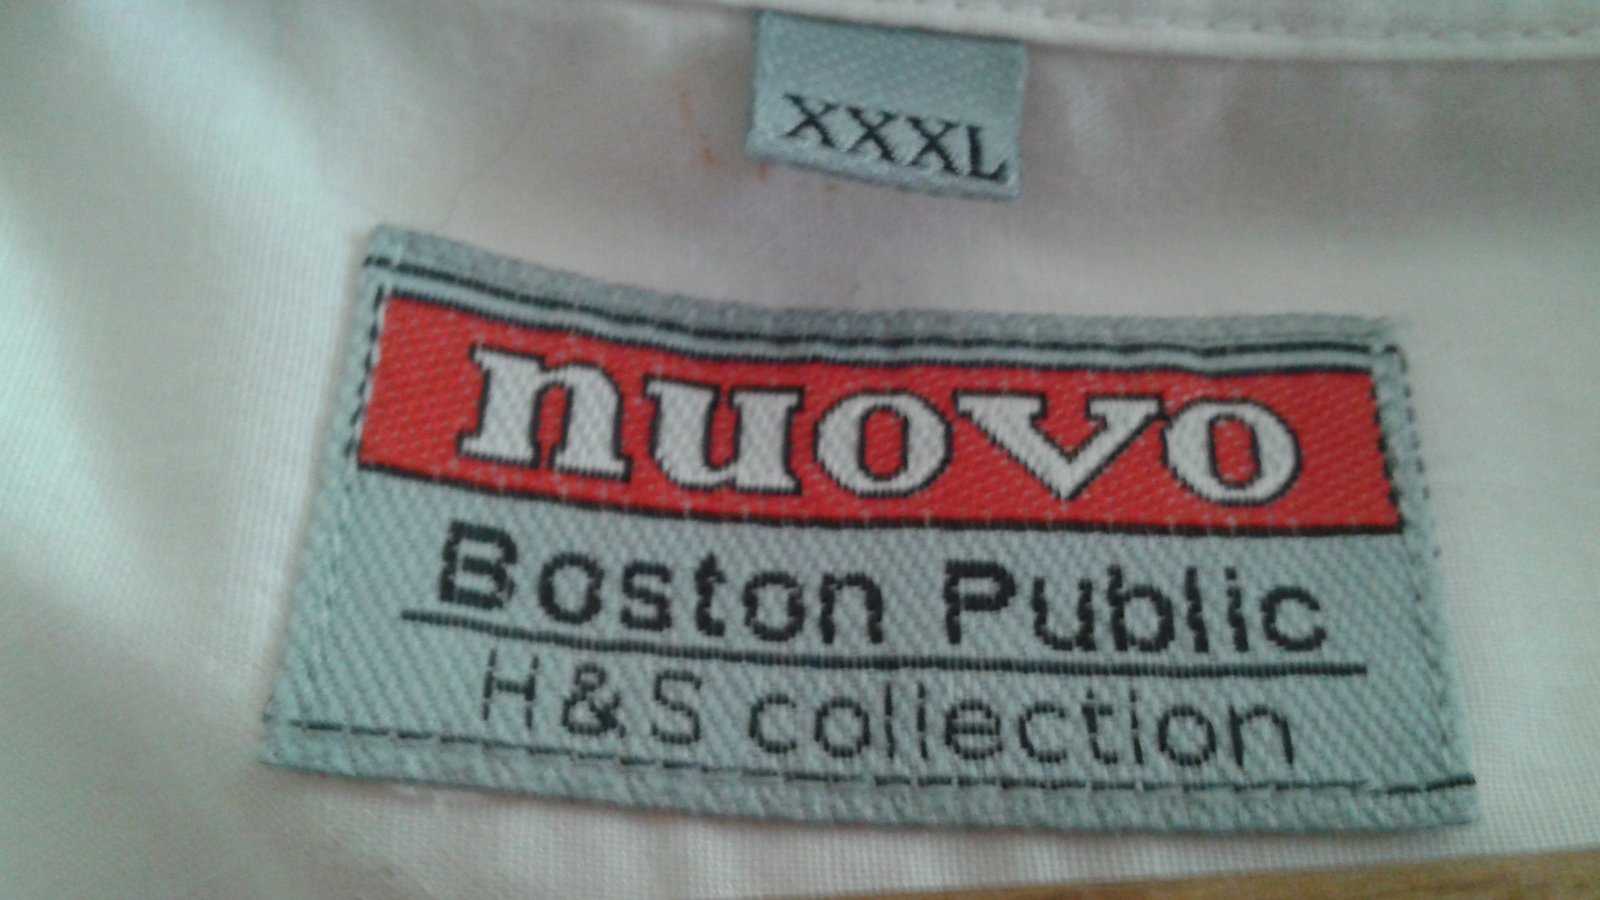 XXXL
nuovo
Boston Public
H&S collection